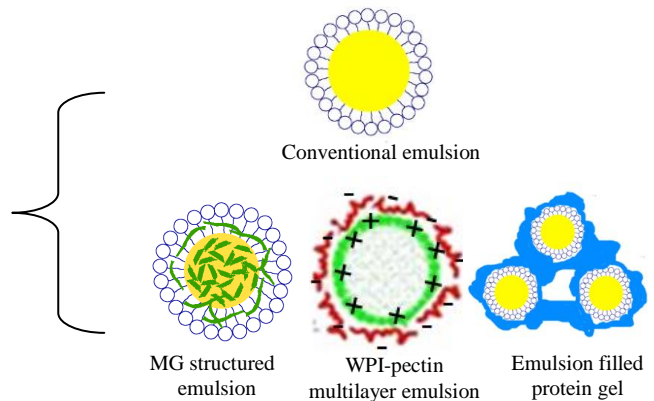 Conventional emulsion
MG structured
emulsion
WPI-pectin
multilayer emulsion
Emulsion filled
protein gel